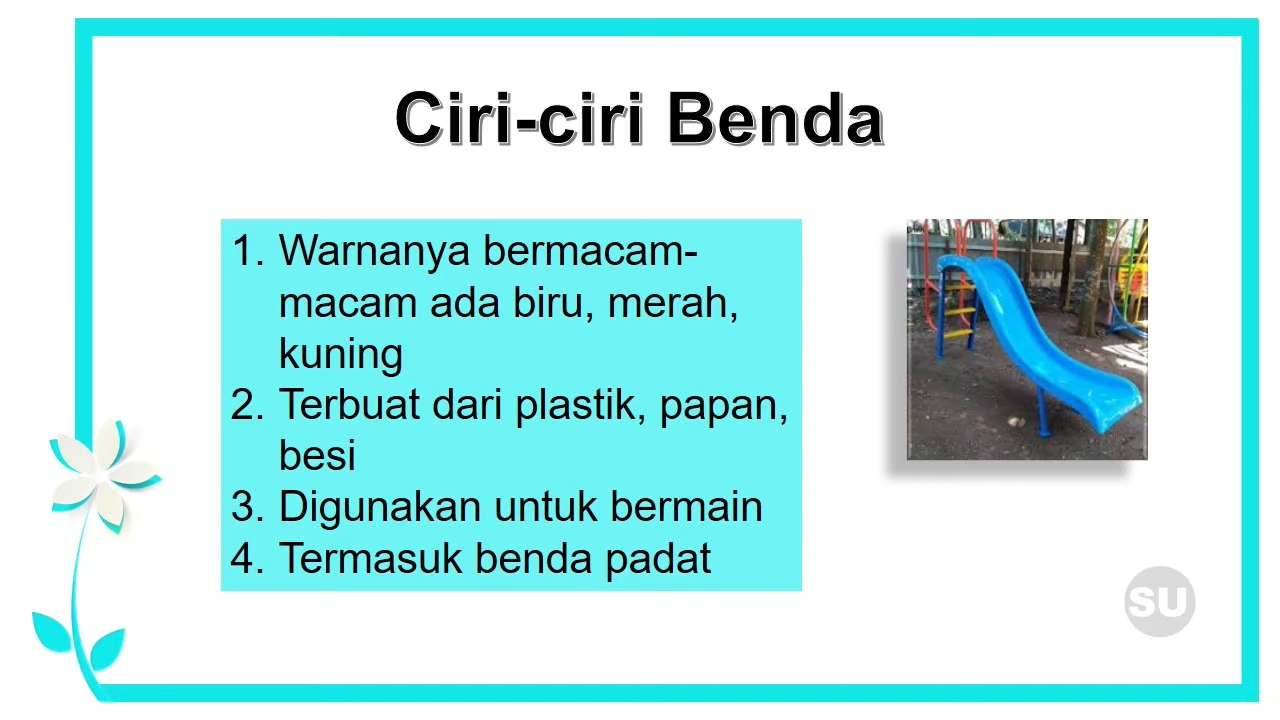 Ciri-ciri Benda
1. Warnanya bermacam-
macam ada biru, merah,
kuning
2. Terbuat dari plastik, papan,
besi
3. Digunakan untuk bermain
4. Termasuk benda padat
SU